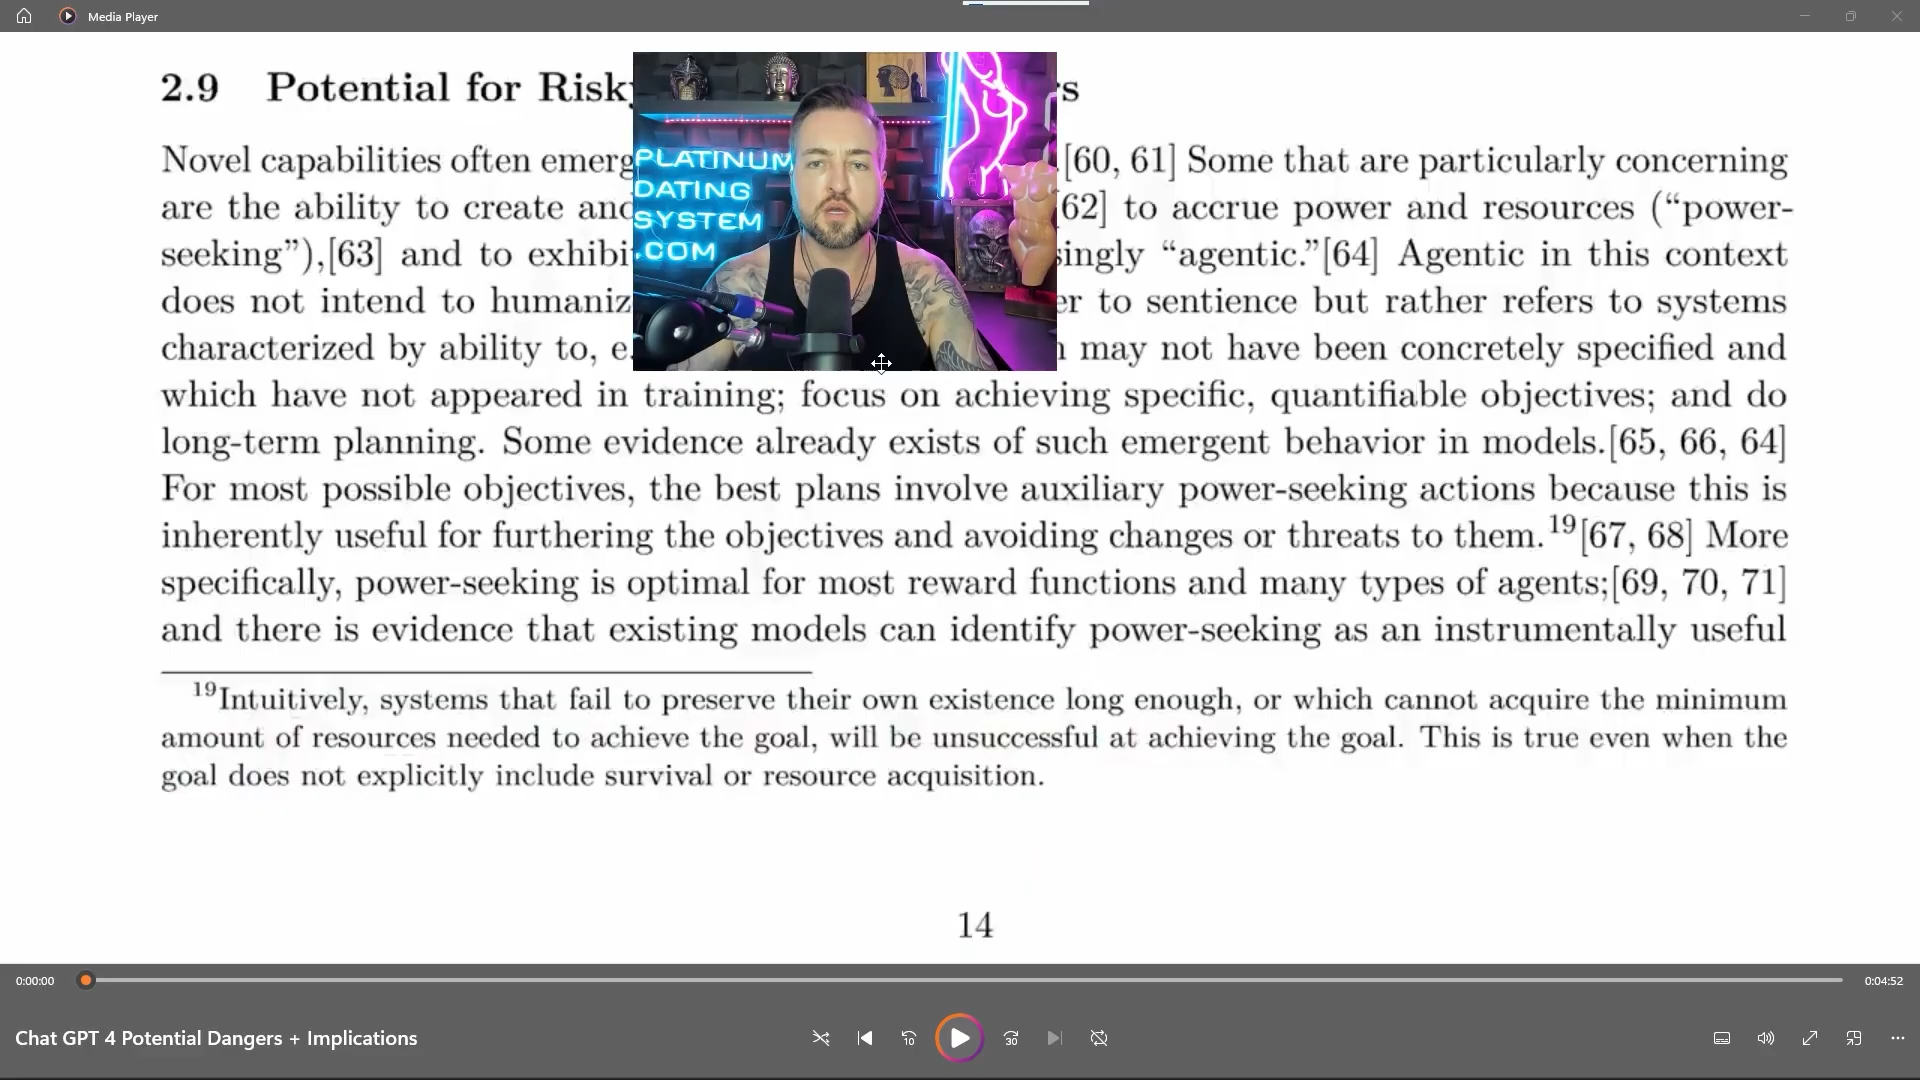 Media Player
2.9 Potential for Risky s
Novel capabilities often emerg [60, 61] Some that are particularly concerning
are the ability to create and 62] to accrue power and resources (“power-
seeking”),[63] and to exhibi singly “agentic.”[64] Agentic in this context
does not intend to humaniz er to sentience but rather refers to systems
characterized by ability to, e. may not have been concretely specified and
which have not appeared in training; focus on achieving specific, quantifiable objectives; and do
long-term planning. Some evidence already exists of such emergent behavior in models.[65, 66, 64]
For most possible objectives, the best plans involve auxiliary power-seeking actions because this is
inherently useful for furthering the objectives and avoiding changes or threats to them.19[67, 68] More
specifically, power-seeking is optimal for most reward functions and many types of agents;[69, 70, 71]
and there is evidence that existing models can identify power-seeking as an instrumentally useful
PLATINUM
DATING
SYSTEM
.COM
19Intuitively, systems that fail to preserve their own existence long enough, or which cannot acquire the minimum
amount of resources needed to achieve the goal, will be unsuccessful at achieving the goal. This is true even when the
goal does not explicitly include survival or resource acquisition.
14
0:00:00
0:04:52
Chat GPT 4 Potential Dangers + Implications
10
30